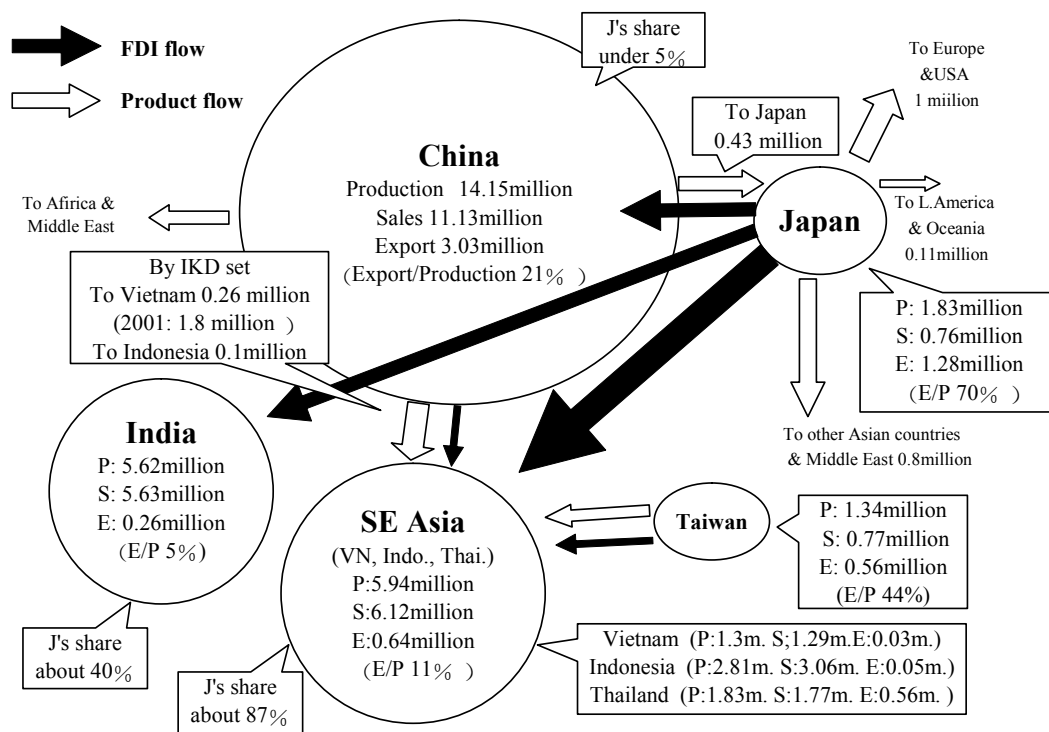 FDI flow
Product flow
J's share
under 5%
To Europe
&USA
1 miilion
To Japan
0.43 million
China
Production 14.15million
Sales 11.13million
Export 3.03million
(Export/Production 21% )
To Afirica &
Middle East
Japan
To L.America
& Oceania
0.11million
By IKD set
To Vietnam 0.26 million
(2001: 1.8 million )
To Indonesia 0.1million
P: 1.83million
S: 0.76million
E: 1.28million
(E/P 70% )
India
P: 5.62million
S: 5.63million
E: 0.26million
(E/P 5%)
To other Asian countries
& Middle East 0.8million
SE Asia
(VN, Indo., Thai.)
P:5.94million
S:6.12million
E:0.64million
(E/P 11% )
Taiwan
P: 1.34million
S: 0.77million
E: 0.56million
(E/P 44%)
J's share
about 40%
J's share
about 87%
Vietnam (P:1.3m. S;1.29m.E:0.03m.)
Indonesia (P:2.81m. S:3.06m. E:0.05m.)
Thailand (P:1.83m. S:1.77m. E:0.56m. )